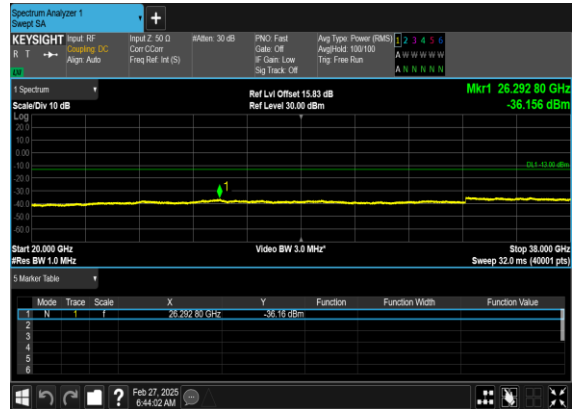 Spectrum Analyzer 1
Swept SA
+
KEYSIGHT
R T
Input: RF
Coupling: DC
Align: Auto
Input Z: 50 Ω
Corr CCorr
Freq Ref: Int (S)
#Atten: 30 dB
PNO: Fast
Gate: Off
IF Gain: Low
Sig Track: Off
Avg Type: Power (RMS)
Avg|Hold: 100/100
Trig: Free Run
1 2 3 4 5 6
A W W W W W
A N N N N N
1 Spectrum
Scale/Div 10 dB
Log
Ref Lvl Offset 15.83 dB
Ref Level 30.00 dBm
Mkr1 26.292 80 GHz
-36.156 dBm
20.0
10.0
0.00
-10.0
DL1 -13.00 dBm
-20.0
-30.0
1
-40.0
-50.0
-60.0
Start 20.000 GHz
#Res BW 1.0 MHz
Video BW 3.0 MHz*
Stop 38.000 GHz
Sweep 32.0 ms (40001 pts)
5 Marker Table
Mode Trace Scale X Y Function Function Width Function Value
1 N 1 f 26.292 80 GHz -36.16 dBm
2
3
4
5
6
?
Feb 27, 2025
6:44:02 AM